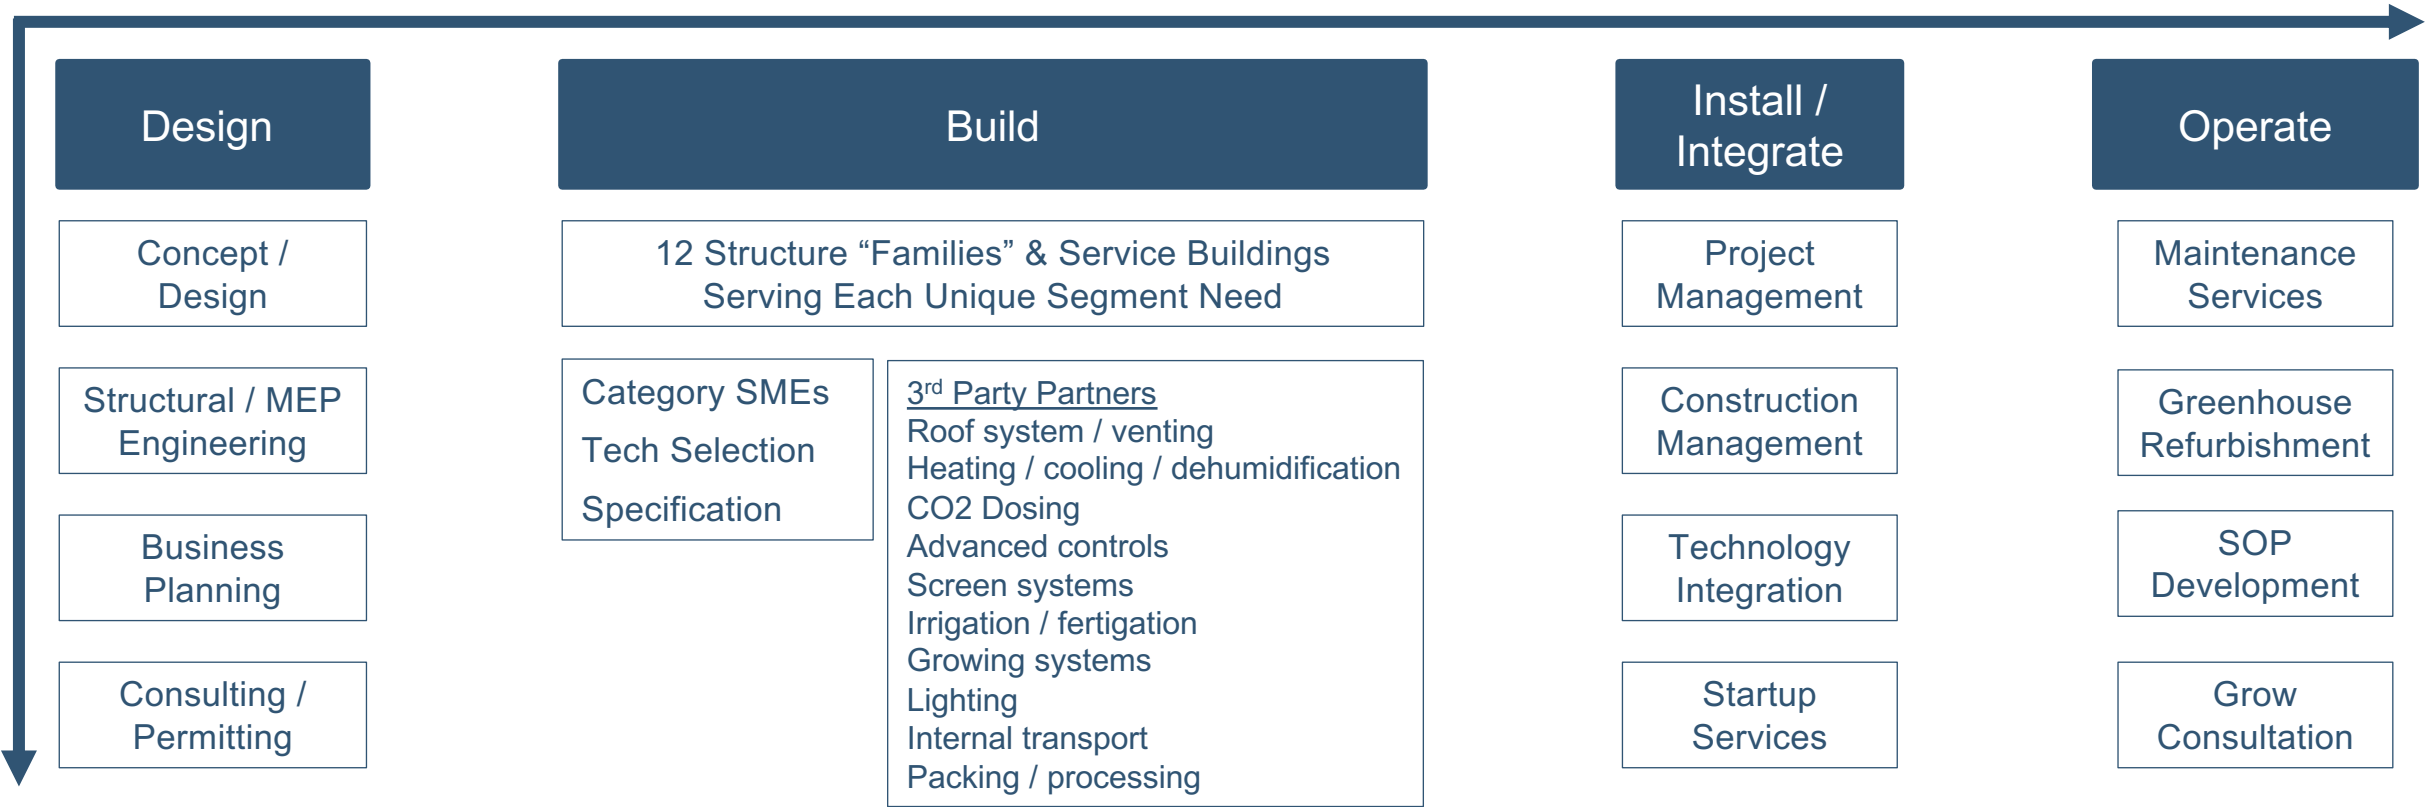 Design
Concept /
Design
Structural / MEP
Engineering
Business
Planning
Consulting /
Permitting
Build
12 Structure “Families” & Service Buildings
Serving Each Unique Segment Need
Category SMEs
Tech Selection
Specification
3rd Party Partners
Roof system / venting
Heating / cooling / dehumidification
CO2 Dosing
Advanced controls
Screen systems
Irrigation / fertigation
Growing systems
Lighting
Internal transport
Packing / processing
Install /
Integrate
Project
Management
Construction
Management
Technology
Integration
Startup
Services
Operate
Maintenance
Services
Greenhouse
Refurbishment
SOP
Development
Grow
Consultation